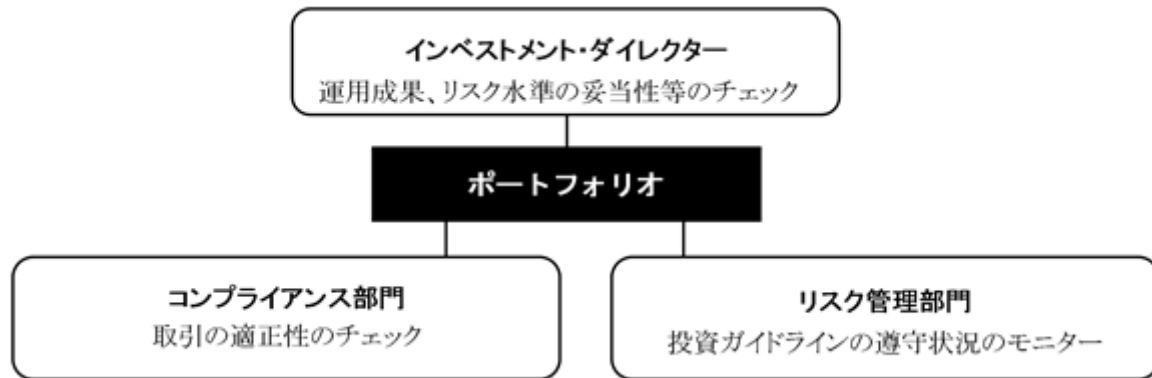 インベストメント・ダイレクター
運用成果、リスク水準の妥当性等のチェック
ポートフォリオ
コンプライアンス部門
取引の適正性のチェック
リスク管理部門
投資ガイドラインの遵守状況のモニター